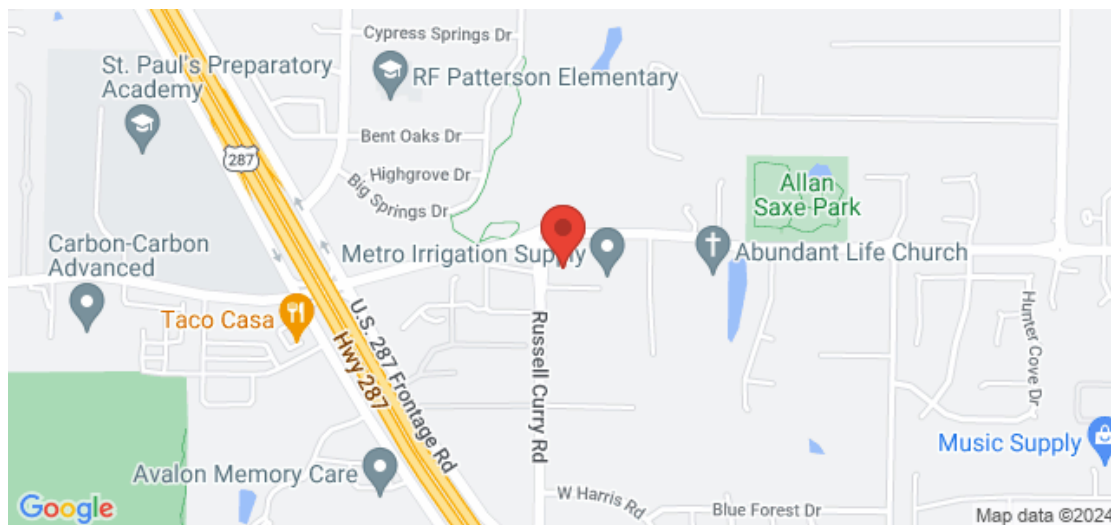 Cypress Springs Dr
St. Paul's Preparatory
Academy
RF Patterson Elementary
287
Bent Oaks Dr
Highgrove Dr
Big Springs Dr
Allan
Saxe Park
Carbon-Carbon
Advanced
Metro Irrigation Supply
Abundant Life Church
Taco Casa
U.S. 287 Frontage Rd
Hwy 287
Russell Curry Rd
Hunter Cove Dr
Music Supply
Avalon Memory Care
W Harris Rd
Blue Forest Dr
Google
Map data ©2024